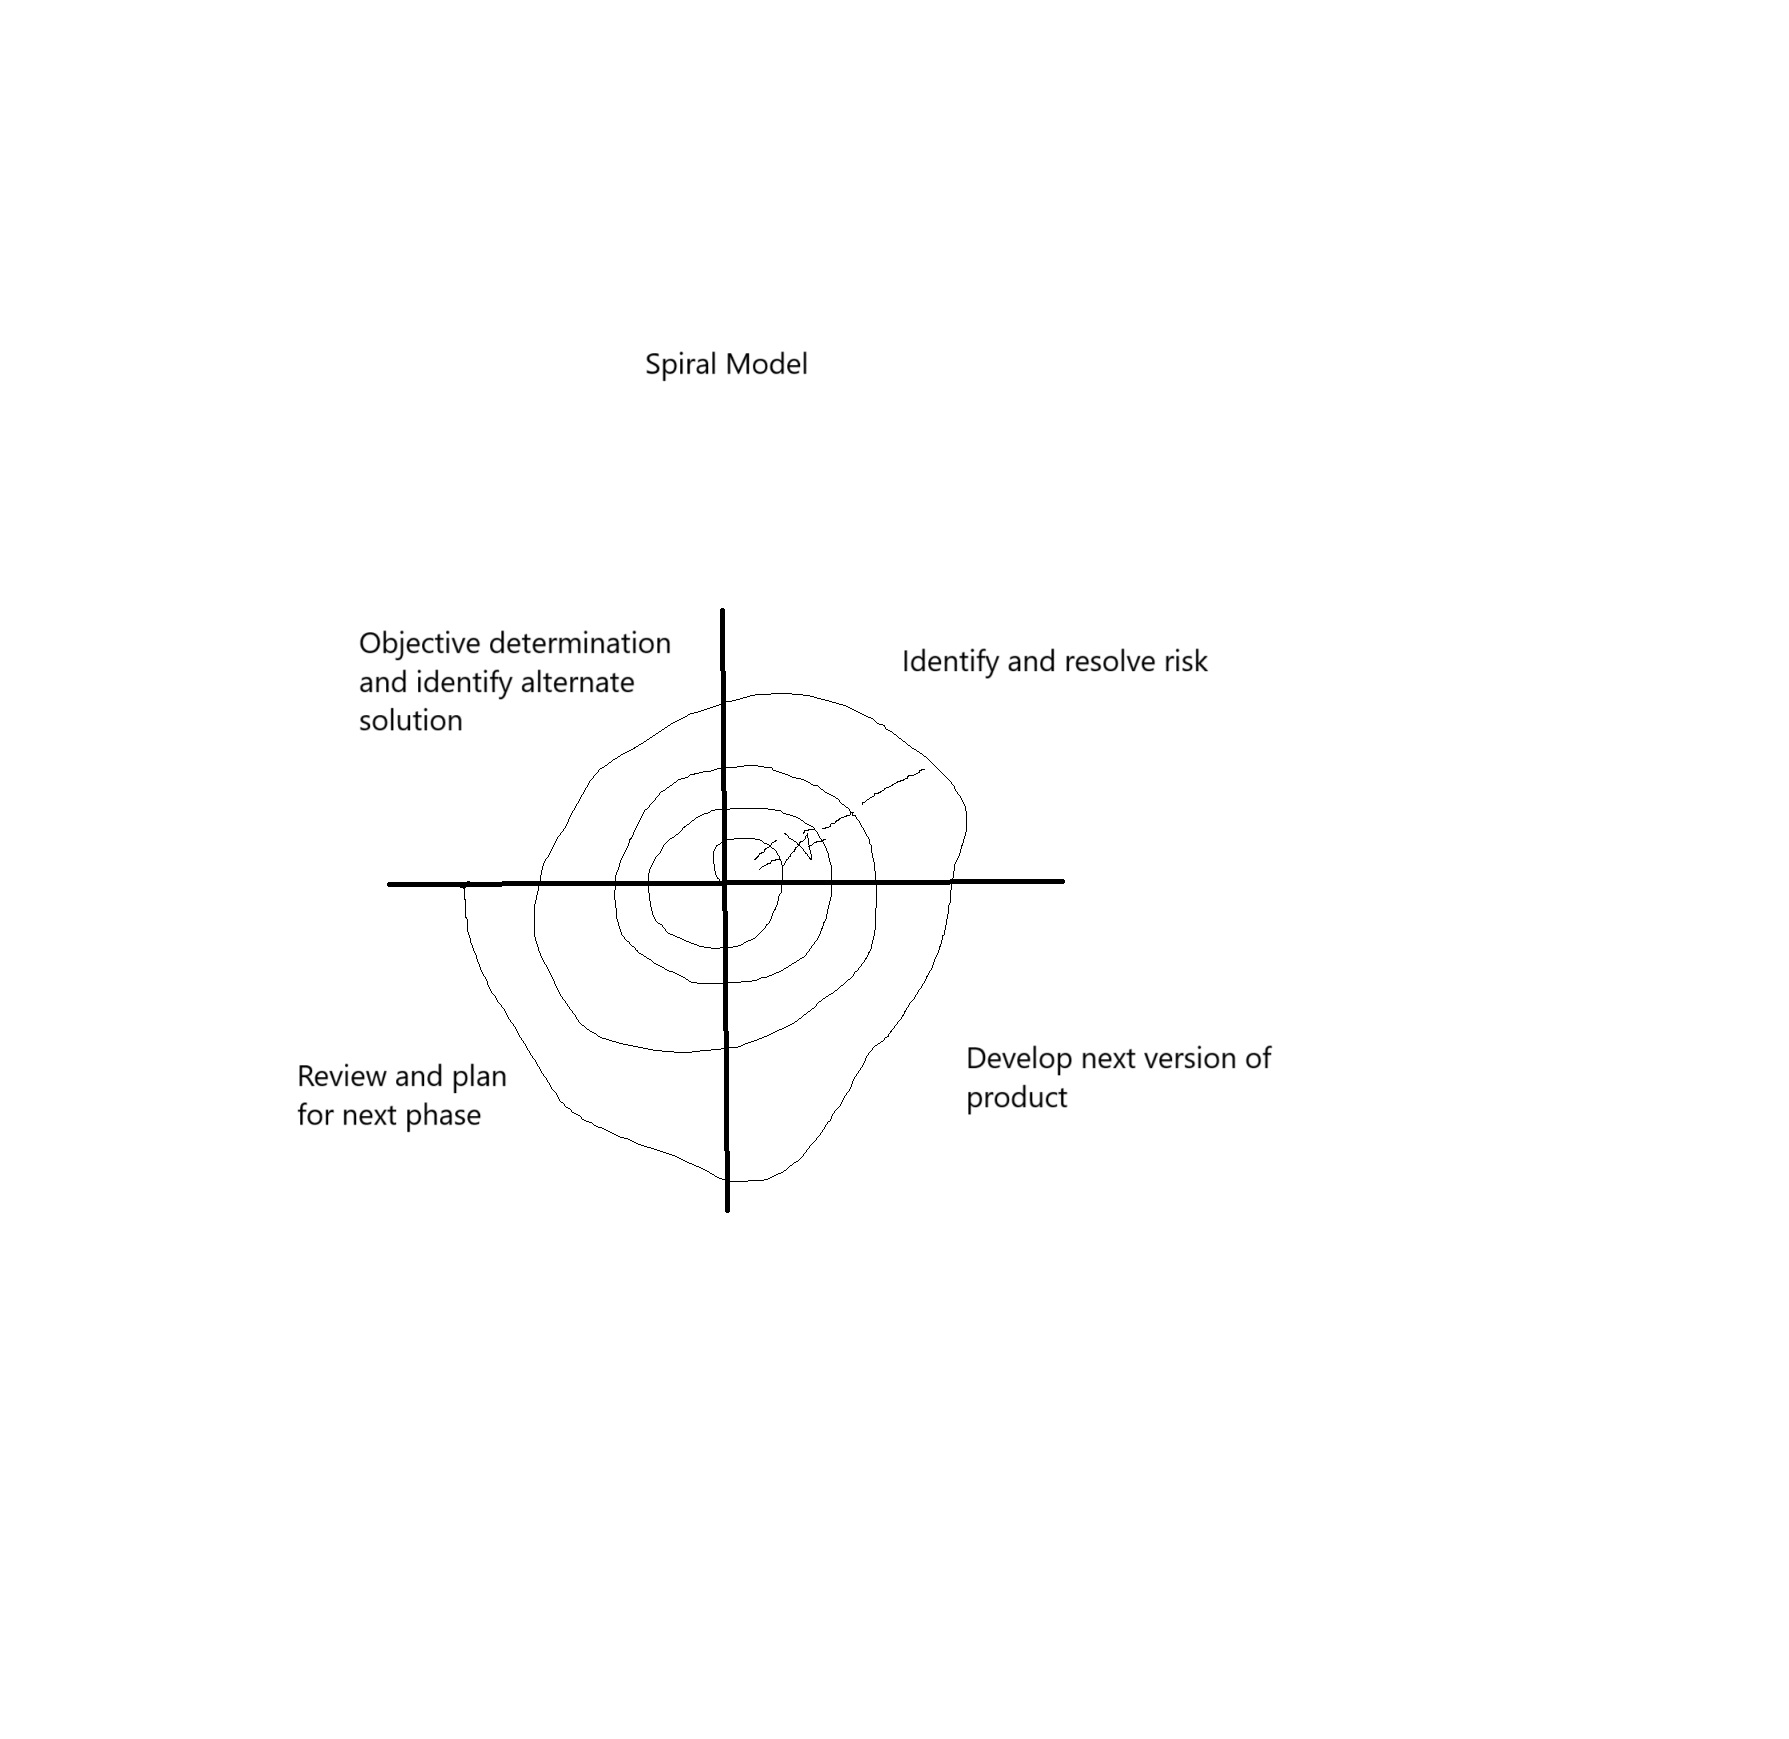 Spiral Model
Objective determination
and identify alternate
solution
Identify and resolve risk
Review and plan
for next phase
Develop next version of
product